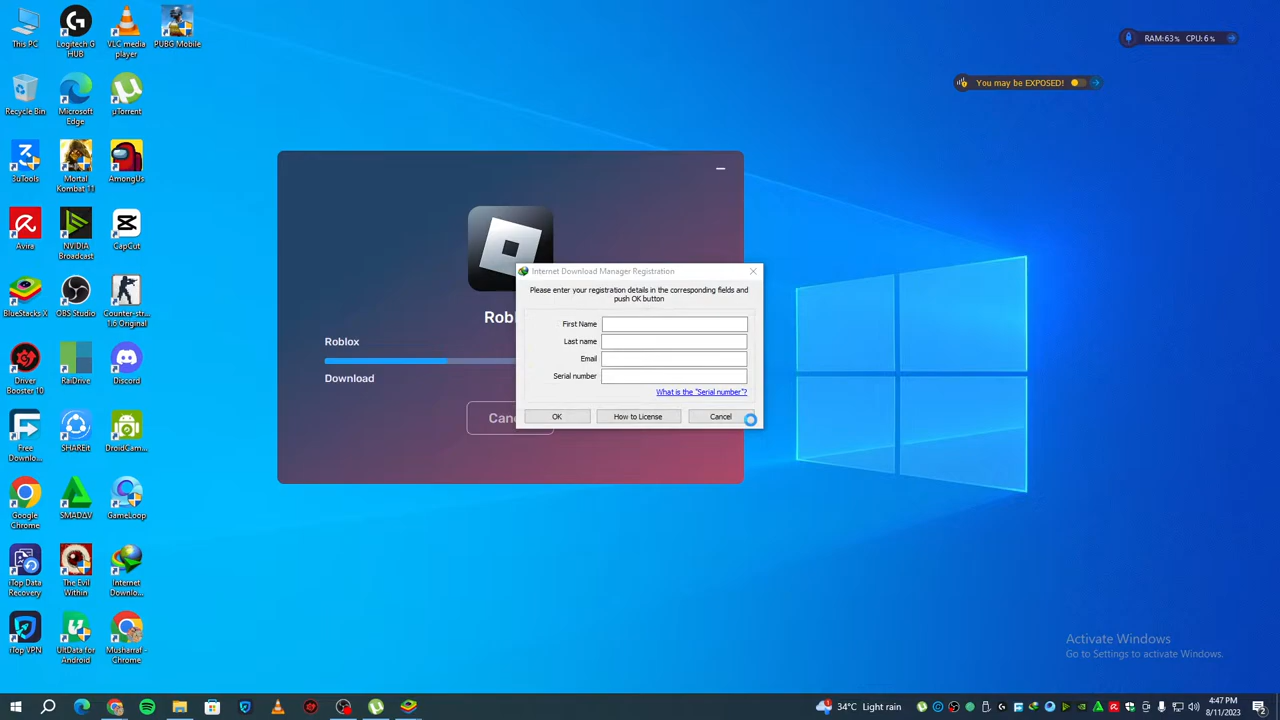 This PC
Logitech G
HUB
VLC media
player
PUBG Mobile
RAM:63% CPU:6%
You may be EXPOSED!
Recycle Bin
Microsoft
Edge
µTorrent
3uTools
Mortal
Kombat 11
AmongUs
Avira
NVIDIA
Broadcast
CapCut
BlueStacks X
OBS Studio
Counter-str...
1.6 Original
Driver
Booster 10
RaiDrive
Discord
Free
Downlo...
SHAREit
DroidCam...
Google
Chrome
SMADAV
GameLoop
iTop Data
Recovery
The Evil
Within
Internet
Downlo...
iTop VPN
UltData for
Android
Musharraf -
Chrome
Internet Download Manager Registration
Please enter your registration details in the corresponding fields and
push OK button
First Name
Last name
Email
Serial number
What is the "Serial number"?
OK
How to License
Cancel
Robl
Roblox
Download
Canc
Activate Windows
Go to Settings to activate Windows.
34°C Light rain
4:47 PM
8/11/2023
2